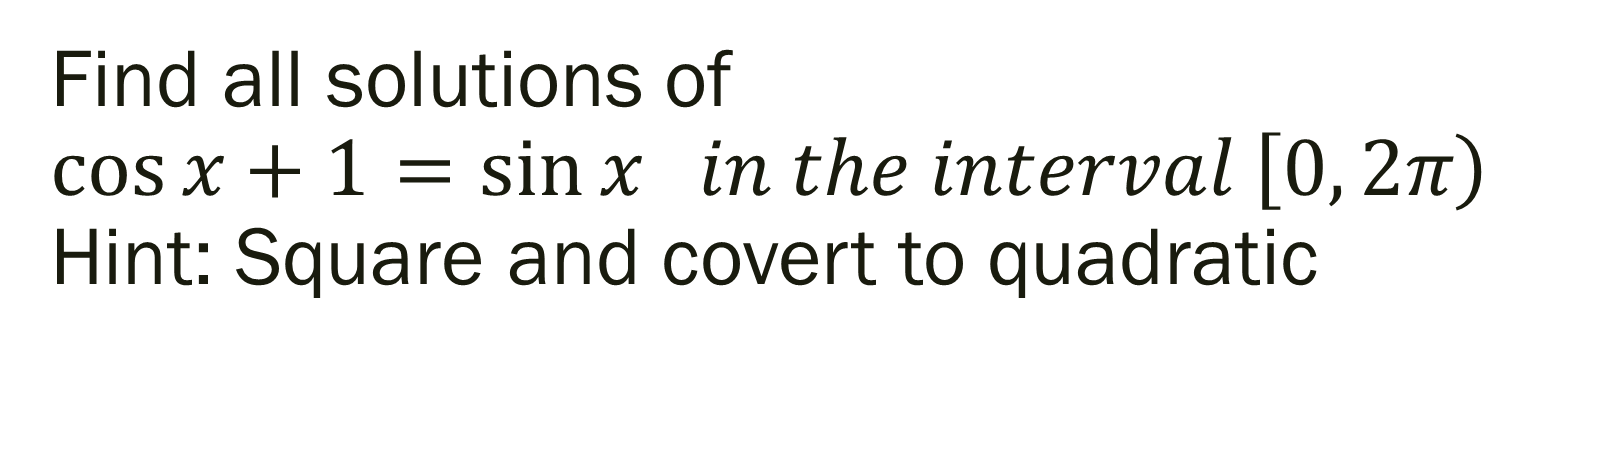 Find all solutions of
cos x + 1 = sin x in the interval [0, 2π)
Hint: Square and covert to quadratic